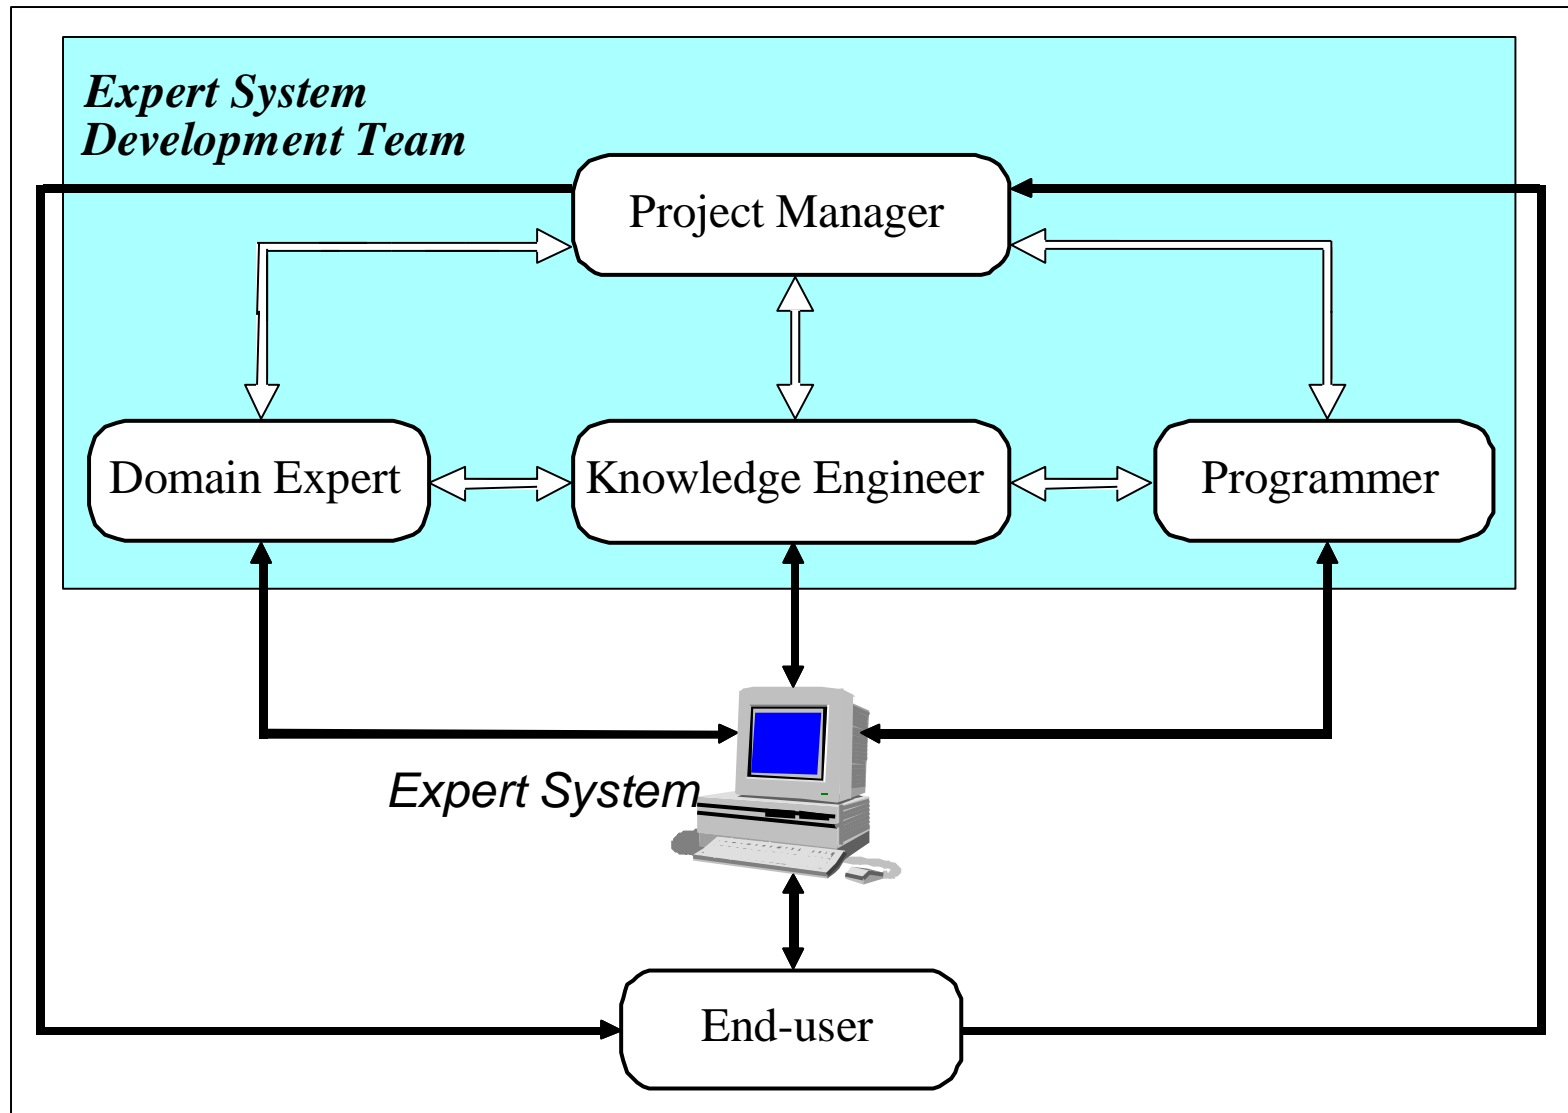 Expert System
Development Team
Project Manager
Domain Expert
Knowledge Engineer
Programmer
Expert System
End-user